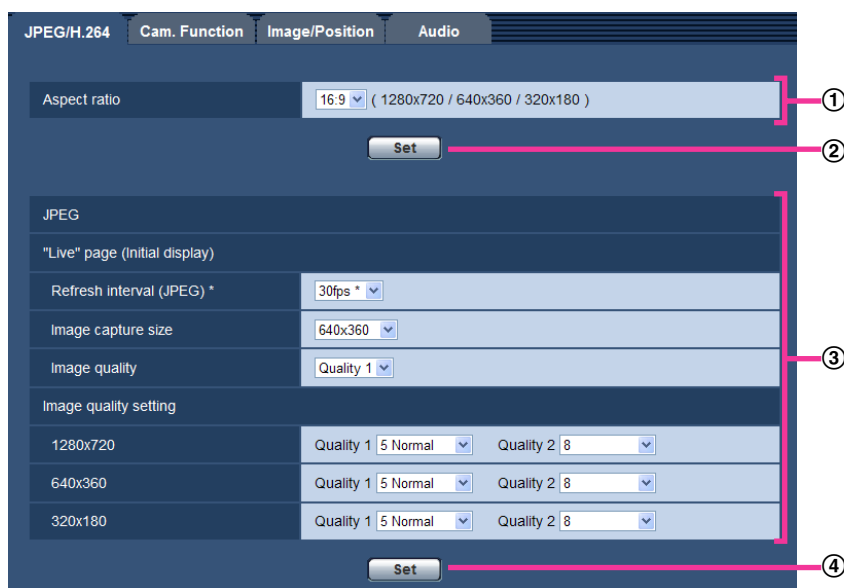 JPEG/H.264 Cam. Function Image/Position Audio
Aspect ratio 16:9 ( 1280x720 / 640x360 / 320x180 ) ①
Set ②
JPEG
"Live" page (Initial display)
Refresh interval (JPEG) * 30fps *
Image capture size 640x360
Image quality Quality 1 ③
Image quality setting
1280x720 Quality 1 5 Normal Quality 2 8
640x360 Quality 1 5 Normal Quality 2 8
320x180 Quality 1 5 Normal Quality 2 8
Set ④